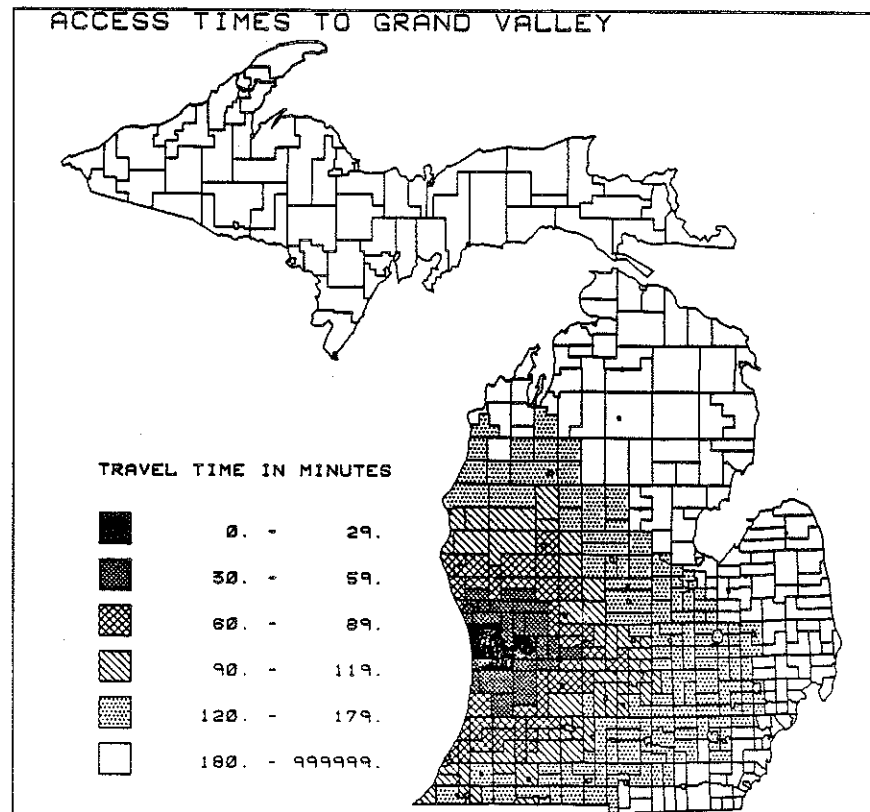 ACCESS TIMES TO GRAND VALLEY
TRAVEL TIME IN MINUTES
0. - 29.
30. - 59.
60. - 89.
90. - 119.
120. - 179.
180. - 999999.